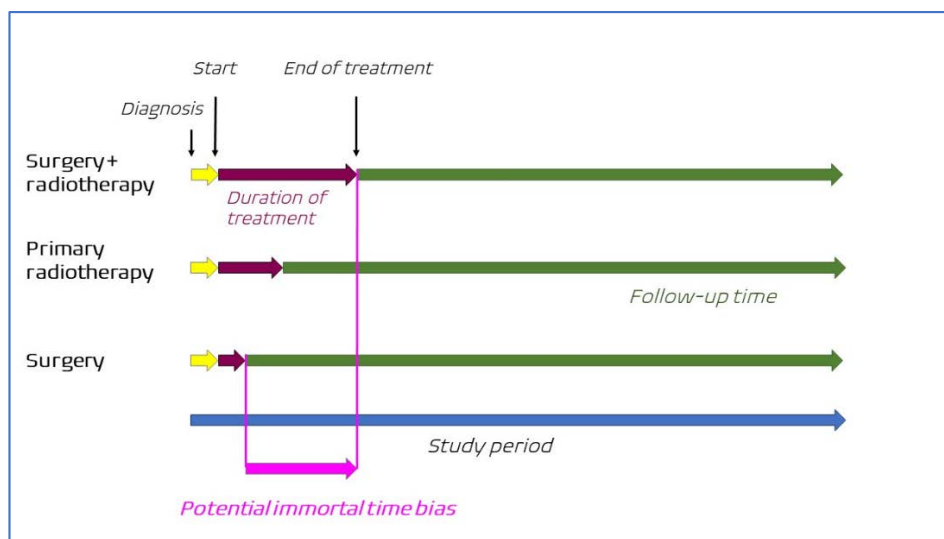 Start
End of treatment
Diagnosis
Surgery+
radiotherapy
Duration of
treatment
Primary
radiotherapy
Follow-up time
Surgery
Study period
Potential immortal time bias